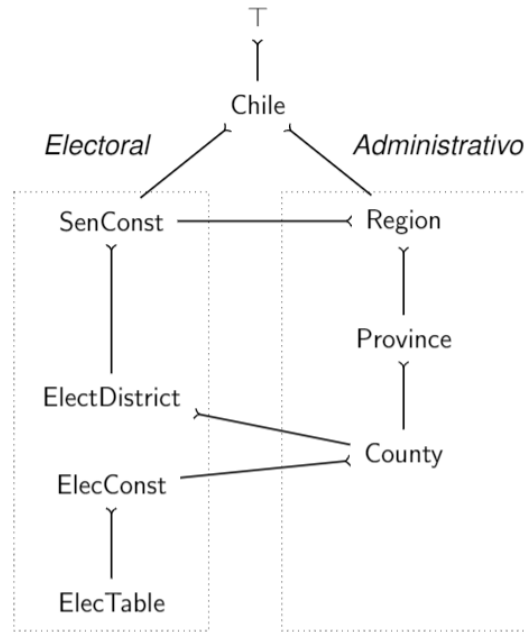 ⊤
Chile
Electoral
Administrativo
SenConst
Region
Province
ElectDistrict
County
ElecConst
ElecTable